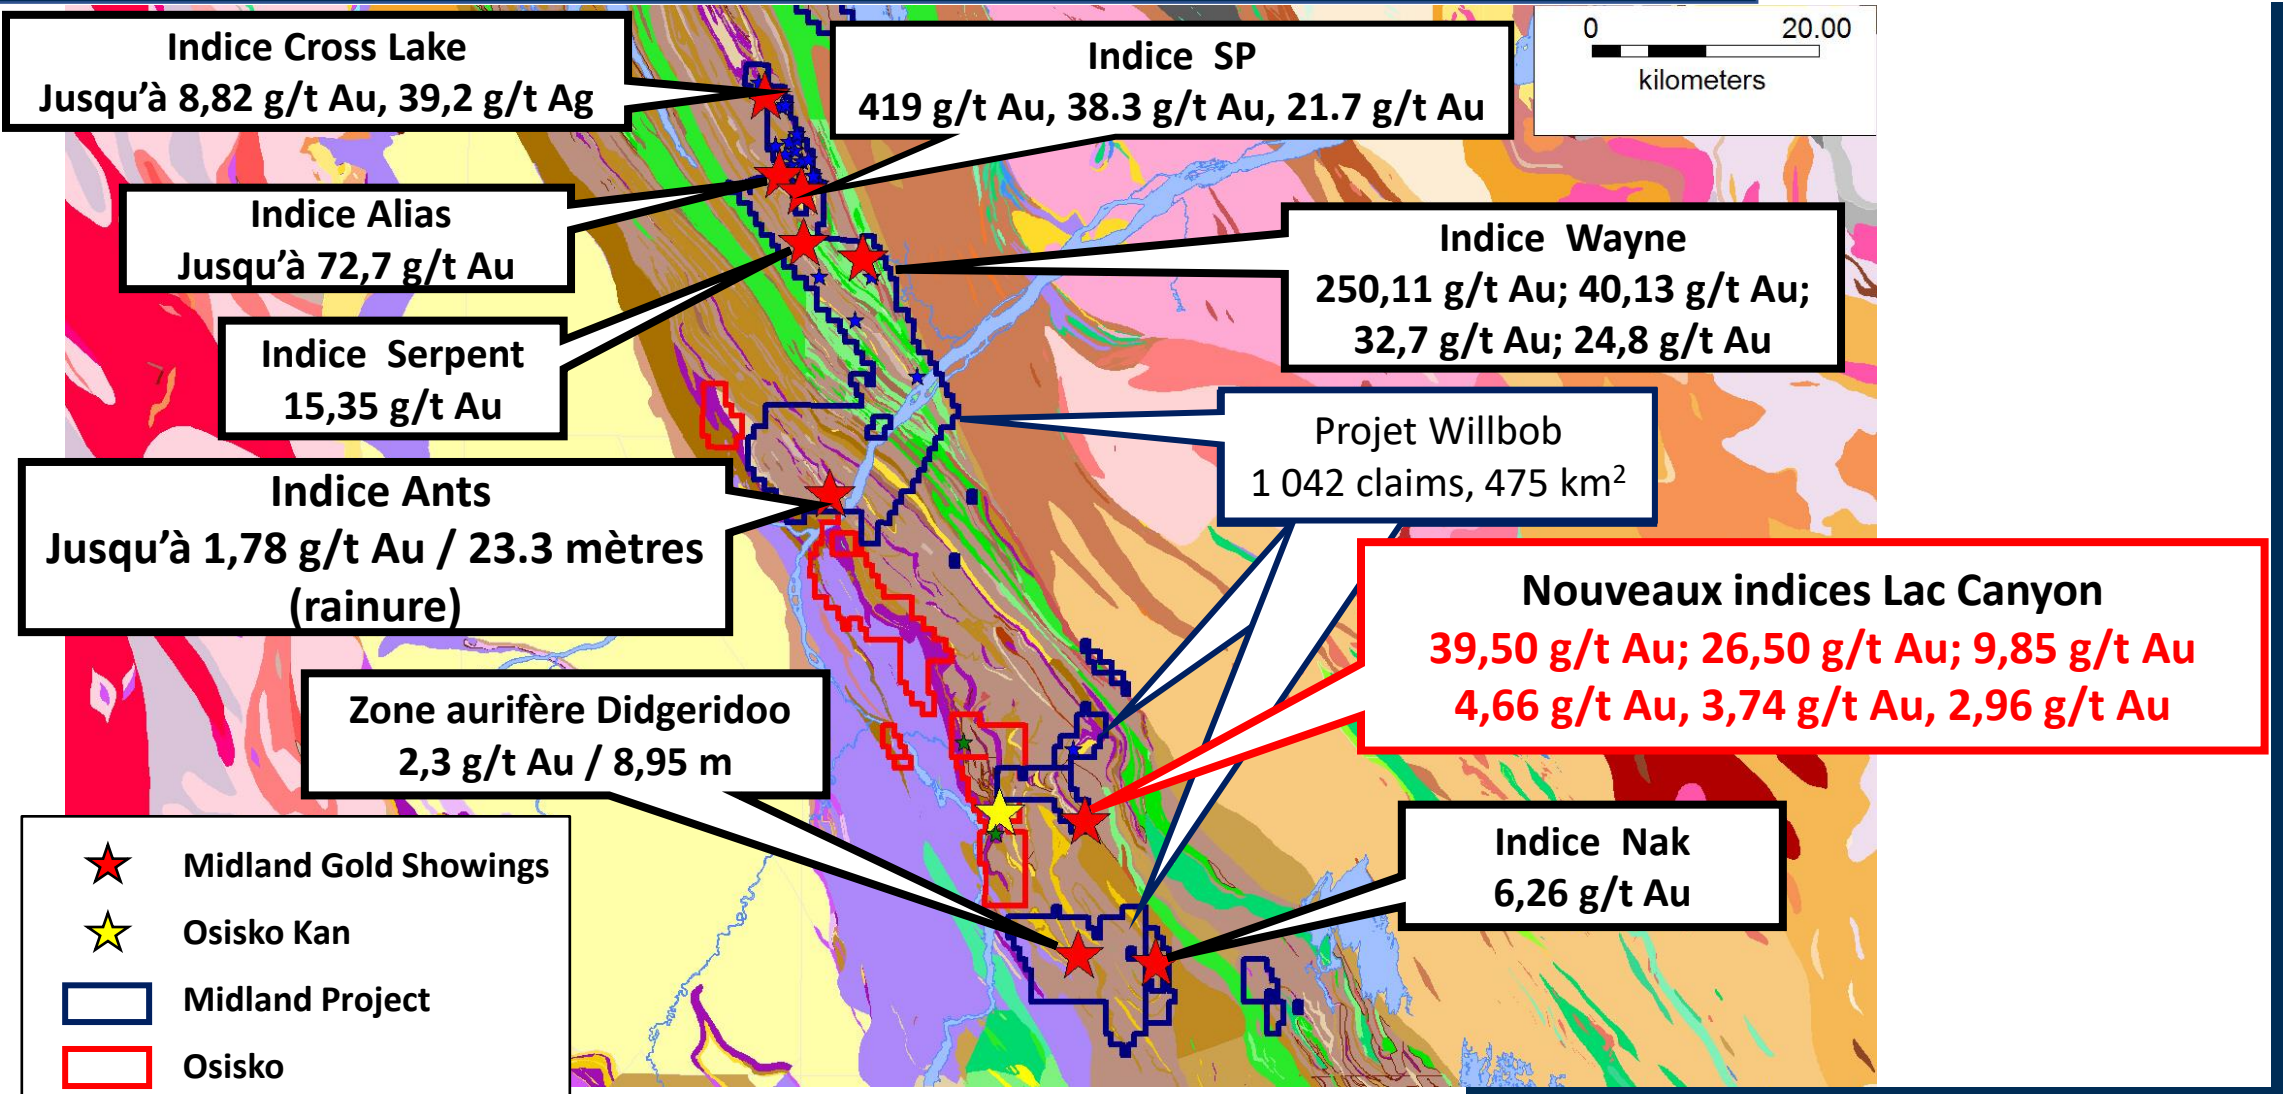 Indice Cross Lake
Jusqu’à 8,82 g/t Au, 39,2 g/t Ag
Indice SP
419 g/t Au, 38.3 g/t Au, 21.7 g/t Au
0 20.00
kilometers
Indice Alias
Jusqu’à 72,7 g/t Au
Indice Wayne
250,11 g/t Au; 40,13 g/t Au;
32,7 g/t Au; 24,8 g/t Au
Indice Serpent
15,35 g/t Au
Projet Willbob
1 042 claims, 475 km²
Indice Ants
Jusqu’à 1,78 g/t Au / 23.3 mètres
(rainure)
Nouveaux indices Lac Canyon
39,50 g/t Au; 26,50 g/t Au; 9,85 g/t Au
4,66 g/t Au, 3,74 g/t Au, 2,96 g/t Au
Zone aurifère Didgeridoo
2,3 g/t Au / 8,95 m
Indice Nak
6,26 g/t Au
Midland Gold Showings
Osisko Kan
Midland Project
Osisko